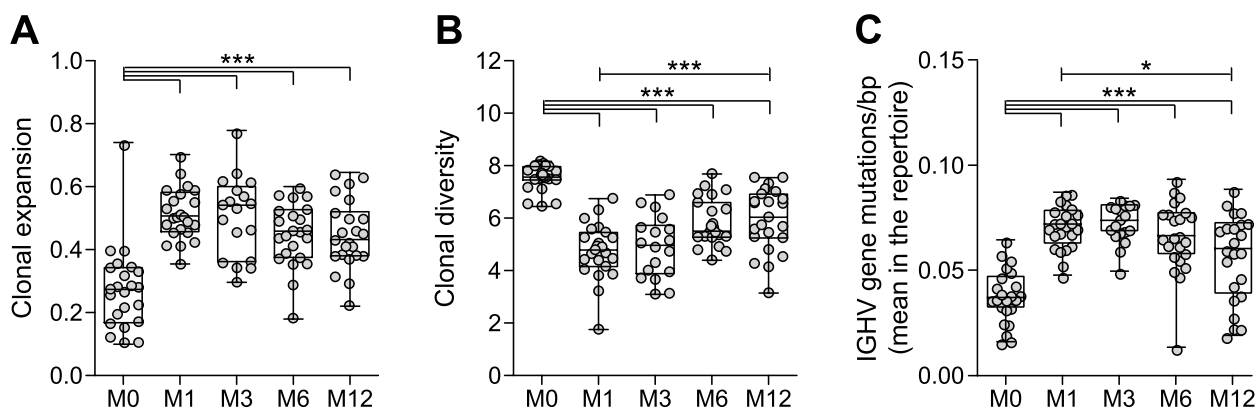 A
Clonal expansion
1.0
0.8
0.6
0.4
0.2
0.0
***
M0 M1 M3 M6 M12
B
Clonal diversity
12
10
8
6
4
2
0
***
***
M0 M1 M3 M6 M12
C
IGHV gene mutations/bp
(mean in the repertoire)
0.15
0.10
0.05
0.00
*
***
M0 M1 M3 M6 M12